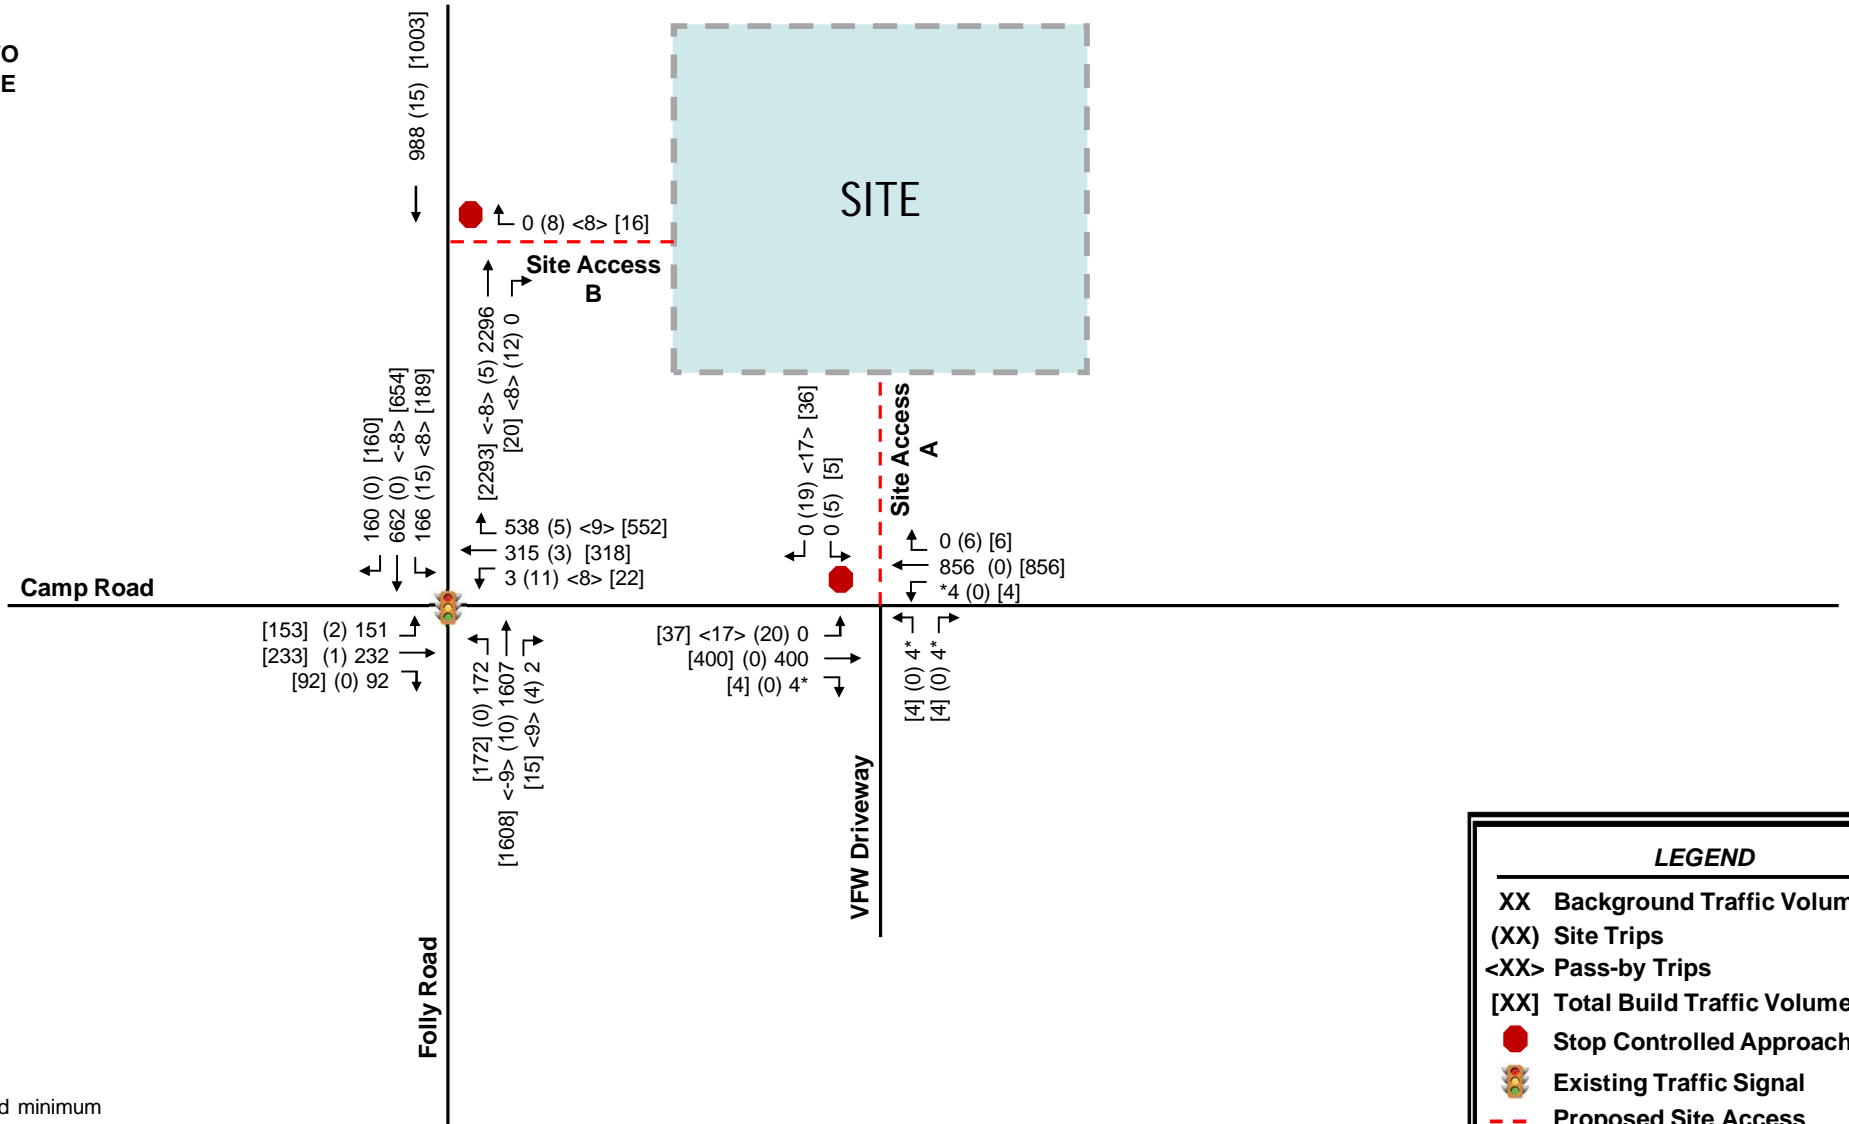 TO
E
988 (15) [1003]
SITE
0 (8) <8> [16]
Site Access
B
[2293] <-8> (5) 2296
[20] <8> (12) 0
160 (0) [160]
662 (0) <-8> [654]
166 (15) <8> [189]
538 (5) <9> [552]
315 (3) [318]
3 (11) <8> [22]
0 (19) <17> [36]
0 (5) [5]
Site Access
A
0 (6) [6]
856 (0) [856]
*4 (0) [4]
Camp Road
[153] (2) 151
[233] (1) 232
[92] (0) 92
[172] (0) 172
[1608] <-9> (10) 1607
[15] <9> (4) 2
[37] <17> (20) 0
[400] (0) 400
[4] (0) 4*
[4] (0) 4*
[4] (0) 4*
VFW Driveway
Folly Road
LEGEND
XX Background Traffic Volum
(XX) Site Trips
<XX> Pass-by Trips
[XX] Total Build Traffic Volume
Stop Controlled Approach
Existing Traffic Signal
Proposed Site Access
d minimum